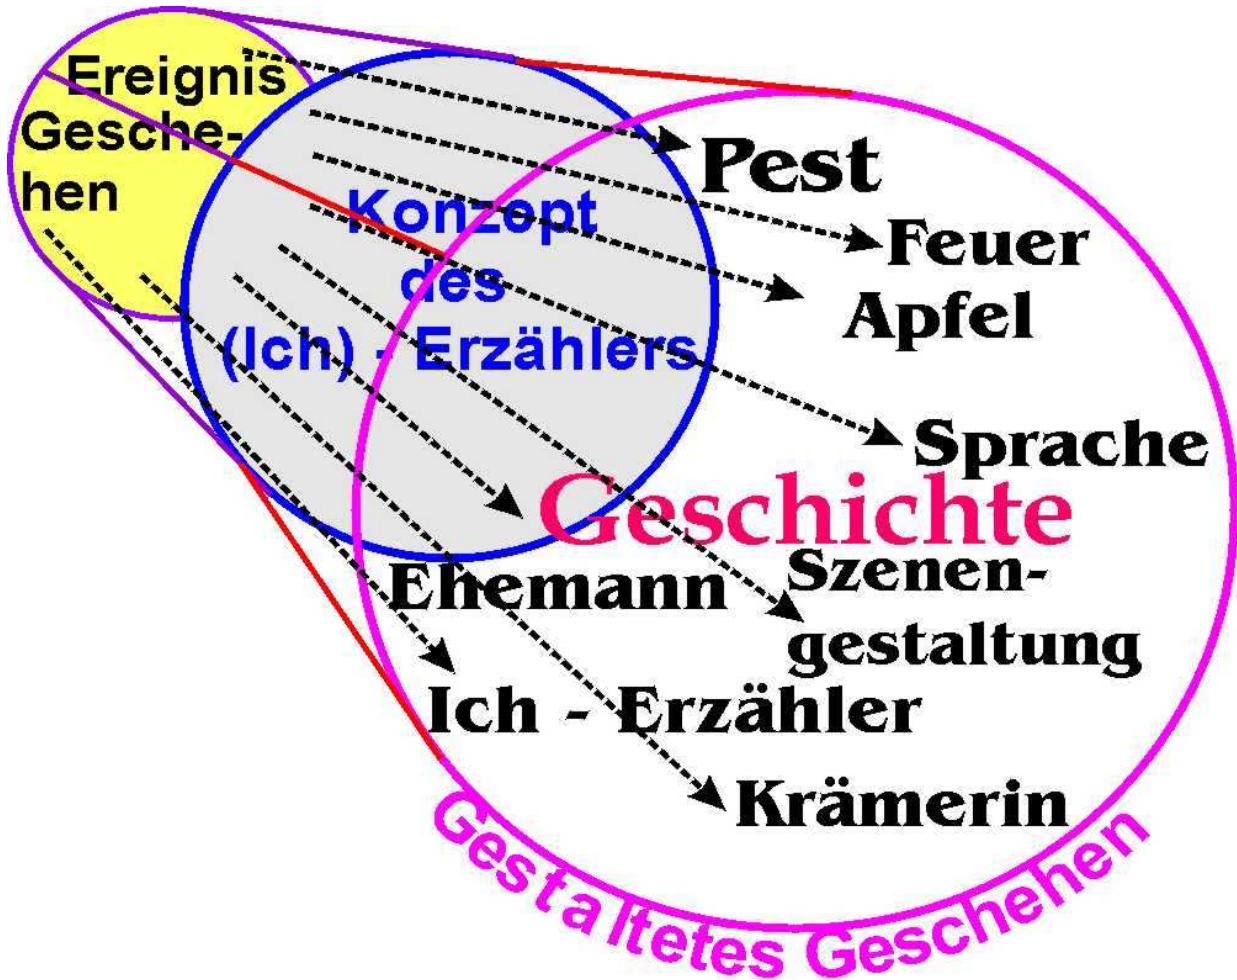 Ereignis
Gesche-
hen
Konzept
des
(Ich) - Erzählers
Pest
Feuer
Apfel
Sprache
Geschichte
Ehemann
Szenen-
gestaltung
Ich - Erzähler
Krämerin
Gestaltetes Geschehen